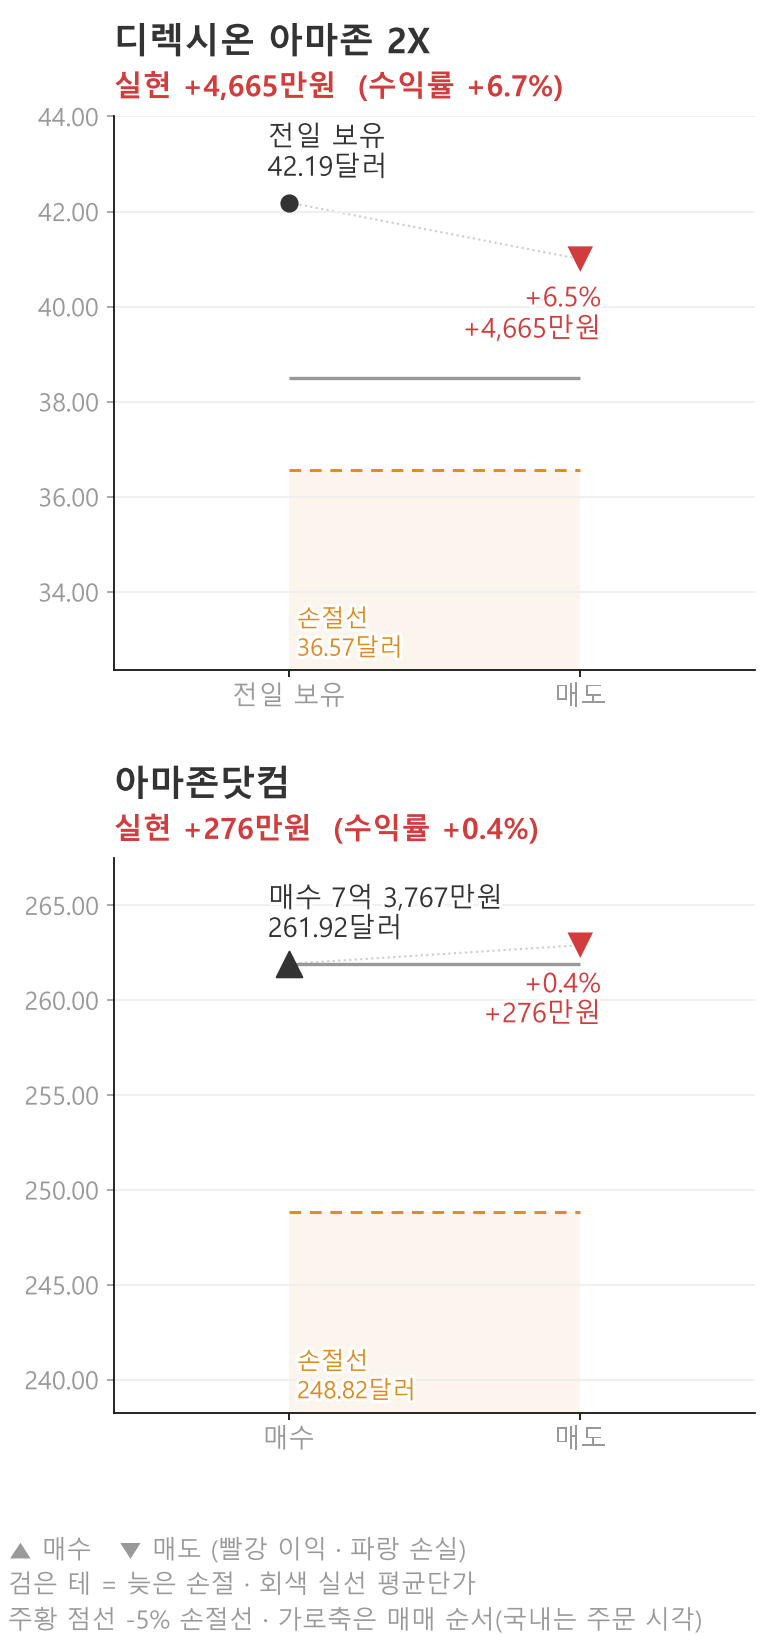 디렉시온 아마존 2X
실현 +4,665만원 (수익률 +6.7%)
44.00
전일 보유
42.19달러
42.00
+6.5%
40.00
+4,665만원
38.00
36.00
34.00
손절선
36.57달러
전일 보유 매도
아마존닷컴
실현 +276만원 (수익률 +0.4%)
매수 7억 3,767만원
265.00
261.92달러
+0.4%
260.00
+276만원
255.00
250.00
245.00
손절선
240.00
248.82달러
매수 매도
▲ 매수 ▼ 매도 (빨강 이익 · 파랑 손실)
검은 테 = 늦은 손절 · 회색 실선 평균단가
주황 점선 -5% 손절선 · 가로축은 매매 순서(국내는 주문 시각)